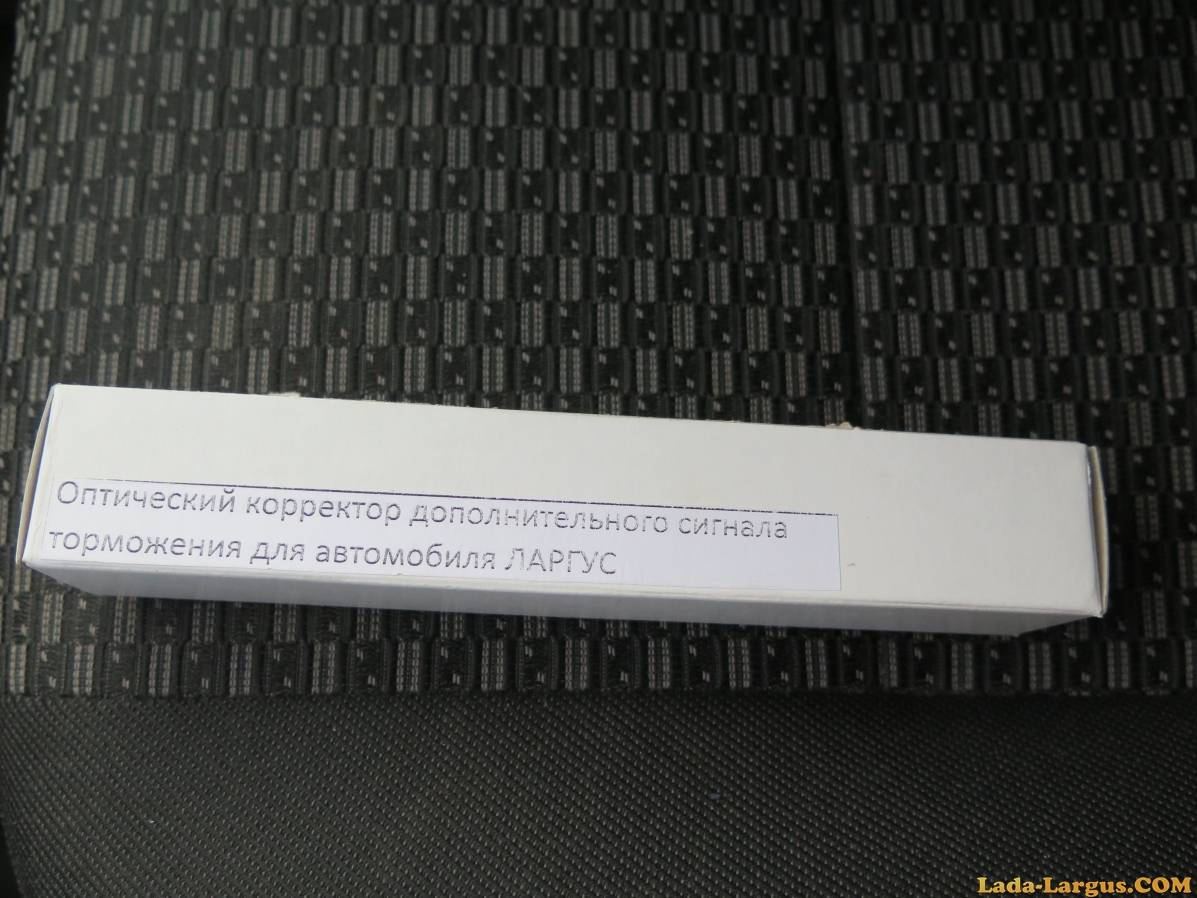 Оптический корректор дополнительного сигнала
торможения для автомобиля ЛАРГУС
Lada-Largus.COM